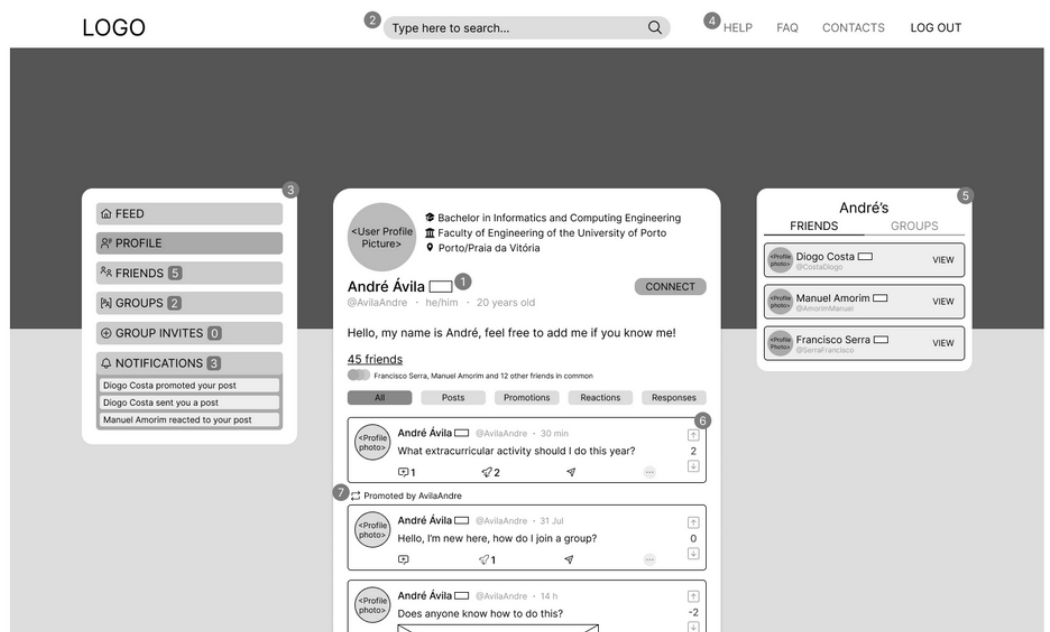 LOGO
2
Type here to search...
4
HELP
FAQ
CONTACTS
LOG OUT
3
FEED
PROFILE
FRIENDS 5
GROUPS 2
GROUP INVITES 0
NOTIFICATIONS 3
Diogo Costa promoted your post
Diogo Costa sent you a post
Manuel Amorim reacted to your post
<User Profile
Picture>
Bachelor in Informatics and Computing Engineering
Faculty of Engineering of the University of Porto
Porto/Praia da Vitória
André Ávila 1
CONNECT
@AvilaAndre · he/him · 20 years old
Hello, my name is André, feel free to add me if you know me!
45 friends
Francisco Serra, Manuel Amorim and 12 other friends in common
All
Posts
Promotions
Reactions
Responses
6
<Profile
photo>
André Ávila @AvilaAndre · 30 min
What extracurricular activity should I do this year?
2
1
2
7
Promoted by AvilaAndre
<Profile
photo>
André Ávila @AvilaAndre · 31 Jul
Hello, I'm new here, how do I join a group?
0
1
<Profile
photo>
André Ávila @AvilaAndre · 14 h
Does anyone know how to do this?
-2
5
André's
FRIENDS
GROUPS
<Profile
photo>
Diogo Costa
@CostaDiogo
VIEW
<Profile
photo>
Manuel Amorim
@AmorimManuel
VIEW
<Profile
Photo>
Francisco Serra
@SerraFrancisco
VIEW